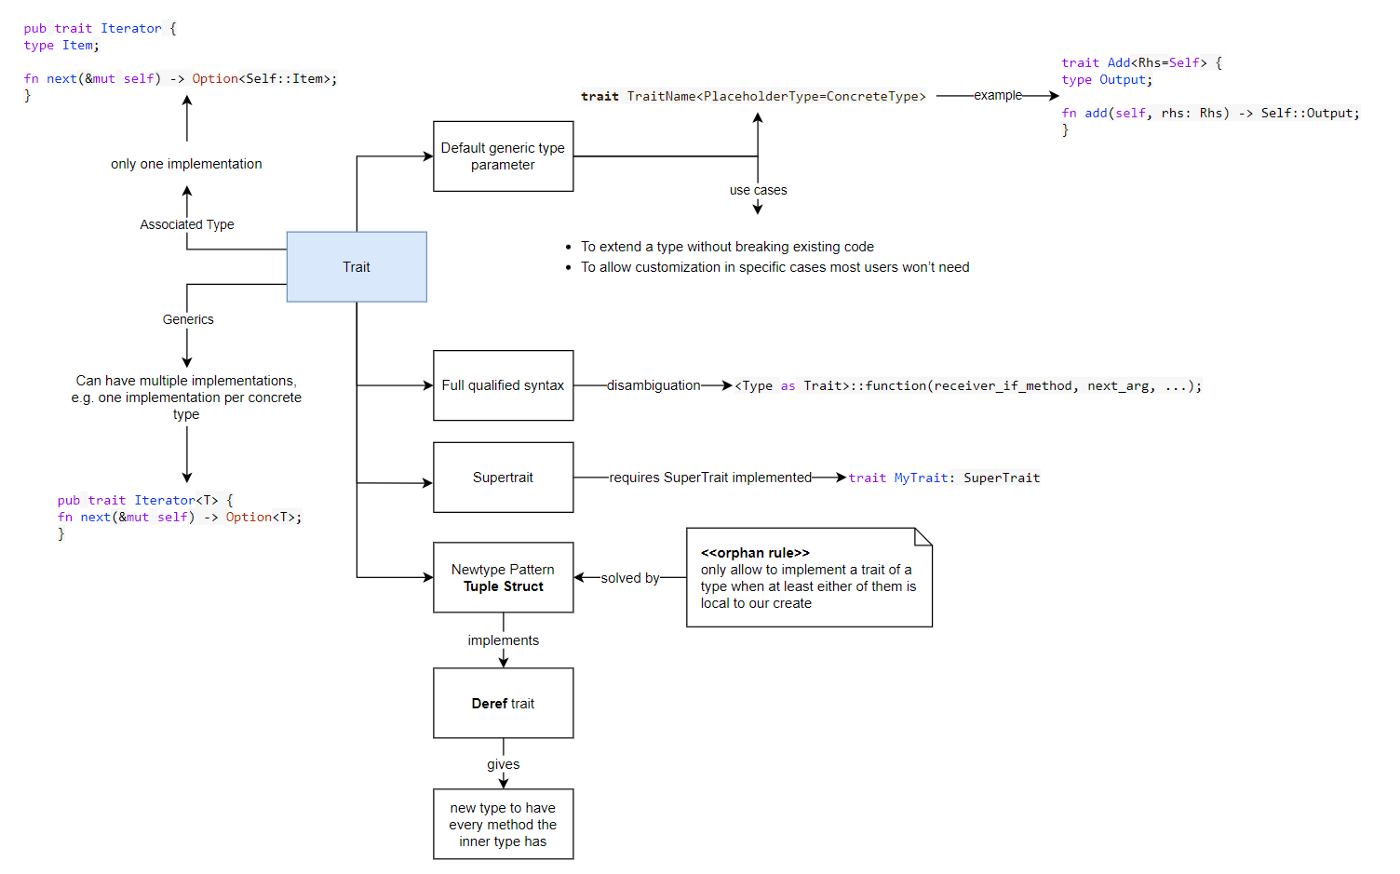 pub trait Iterator {
type Item;
fn next(&mut self) -> Option<Self::Item>;
}
only one implementation
Associated Type
Trait
Generics
Can have multiple implementations,
e.g. one implementation per concrete
type
pub trait Iterator<T> {
fn next(&mut self) -> Option<T>;
}
Default generic type
parameter
trait TraitName<PlaceholderType=ConcreteType>
example
trait Add<Rhs=Self> {
type Output;
fn add(self, rhs: Rhs) -> Self::Output;
}
use cases
• To extend a type without breaking existing code
• To allow customization in specific cases most users won't need
Full qualified syntax
disambiguation
<Type as Trait>::function(receiver_if_method, next_arg, ...);
Supertrait
requires SuperTrait implemented
trait MyTrait: SuperTrait
Newtype Pattern
Tuple Struct
solved by
<<orphan rule>>
only allow to implement a trait of a
type when at least either of them is
local to our create
implements
Deref trait
gives
new type to have
every method the
inner type has